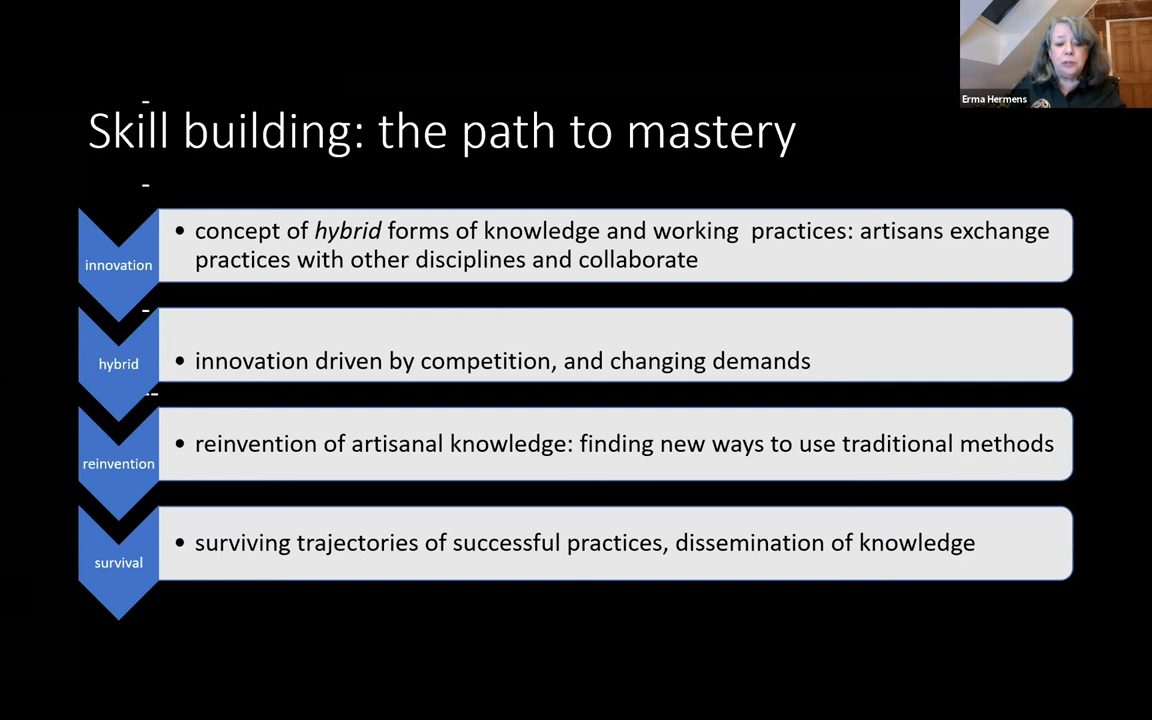 Erma Hermens
-
Skill building: the path to mastery
-
innovation
• concept of hybrid forms of knowledge and working  practices: artisans exchange
practices with other disciplines and collaborate
-
hybrid
• innovation driven by competition, and changing demands
--
reinvention
• reinvention of artisanal knowledge: finding new ways to use traditional methods
survival
• surviving trajectories of successful practices, dissemination of knowledge